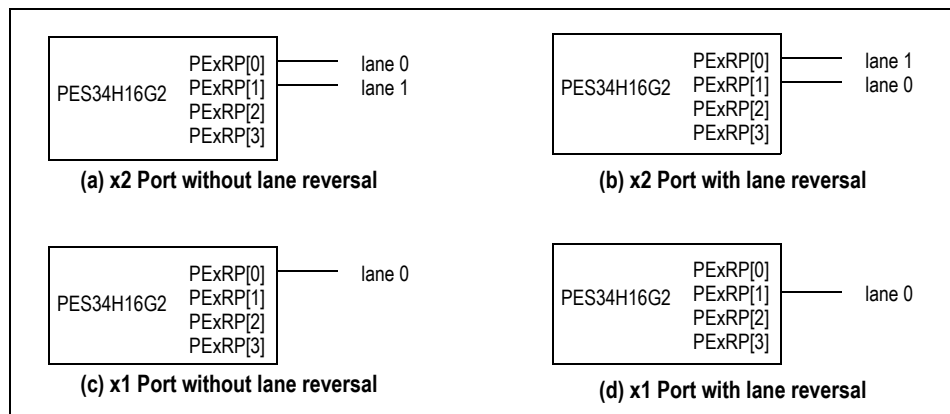 PES34H16G2
PExRP[0] lane 0
PExRP[1] lane 1
PExRP[2]
PExRP[3]
(a) x2 Port without lane reversal
PES34H16G2
PExRP[0] lane 1
PExRP[1] lane 0
PExRP[2]
PExRP[3]
(b) x2 Port with lane reversal
PES34H16G2
PExRP[0] lane 0
PExRP[1]
PExRP[2]
PExRP[3]
(c) x1 Port without lane reversal
PES34H16G2
PExRP[0]
PExRP[1] lane 0
PExRP[2]
PExRP[3]
(d) x1 Port with lane reversal